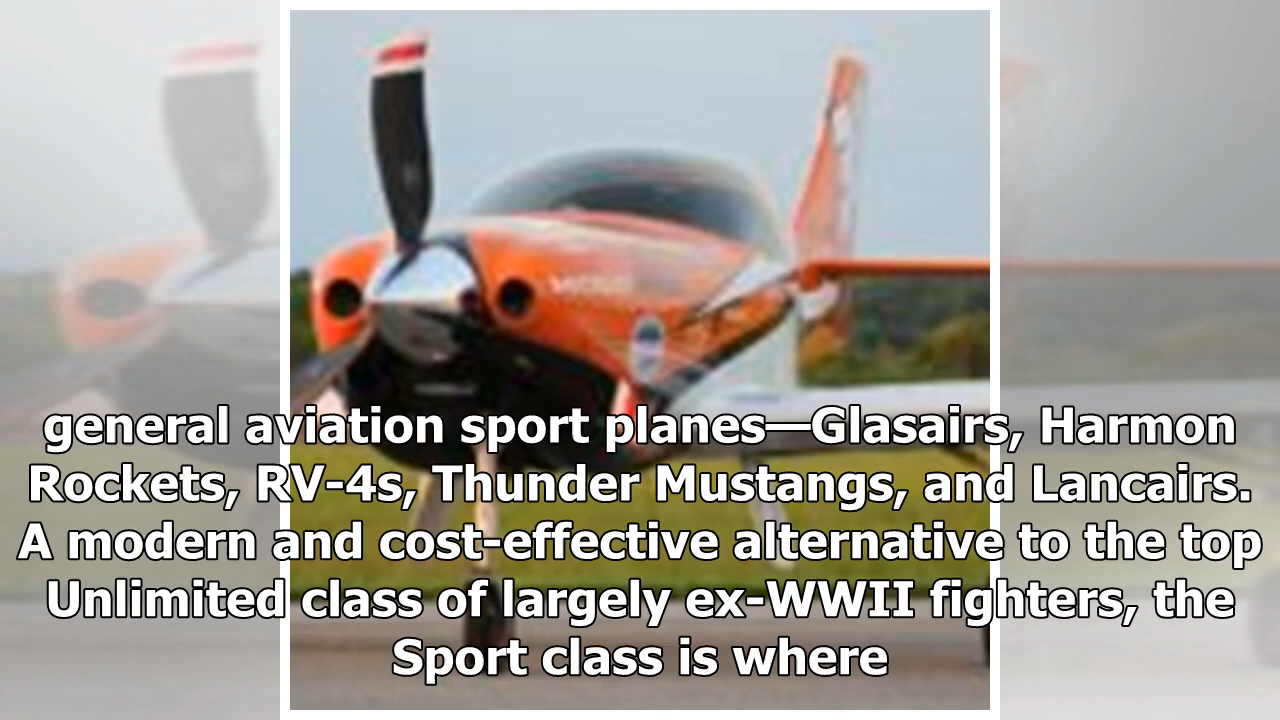 general aviation sport planes—Glasairs, Harmon
Rockets, RV-4s, Thunder Mustangs, and Lancairs.
A modern and cost-effective alternative to the top
Unlimited class of largely ex-WWII fighters, the
Sport class is where